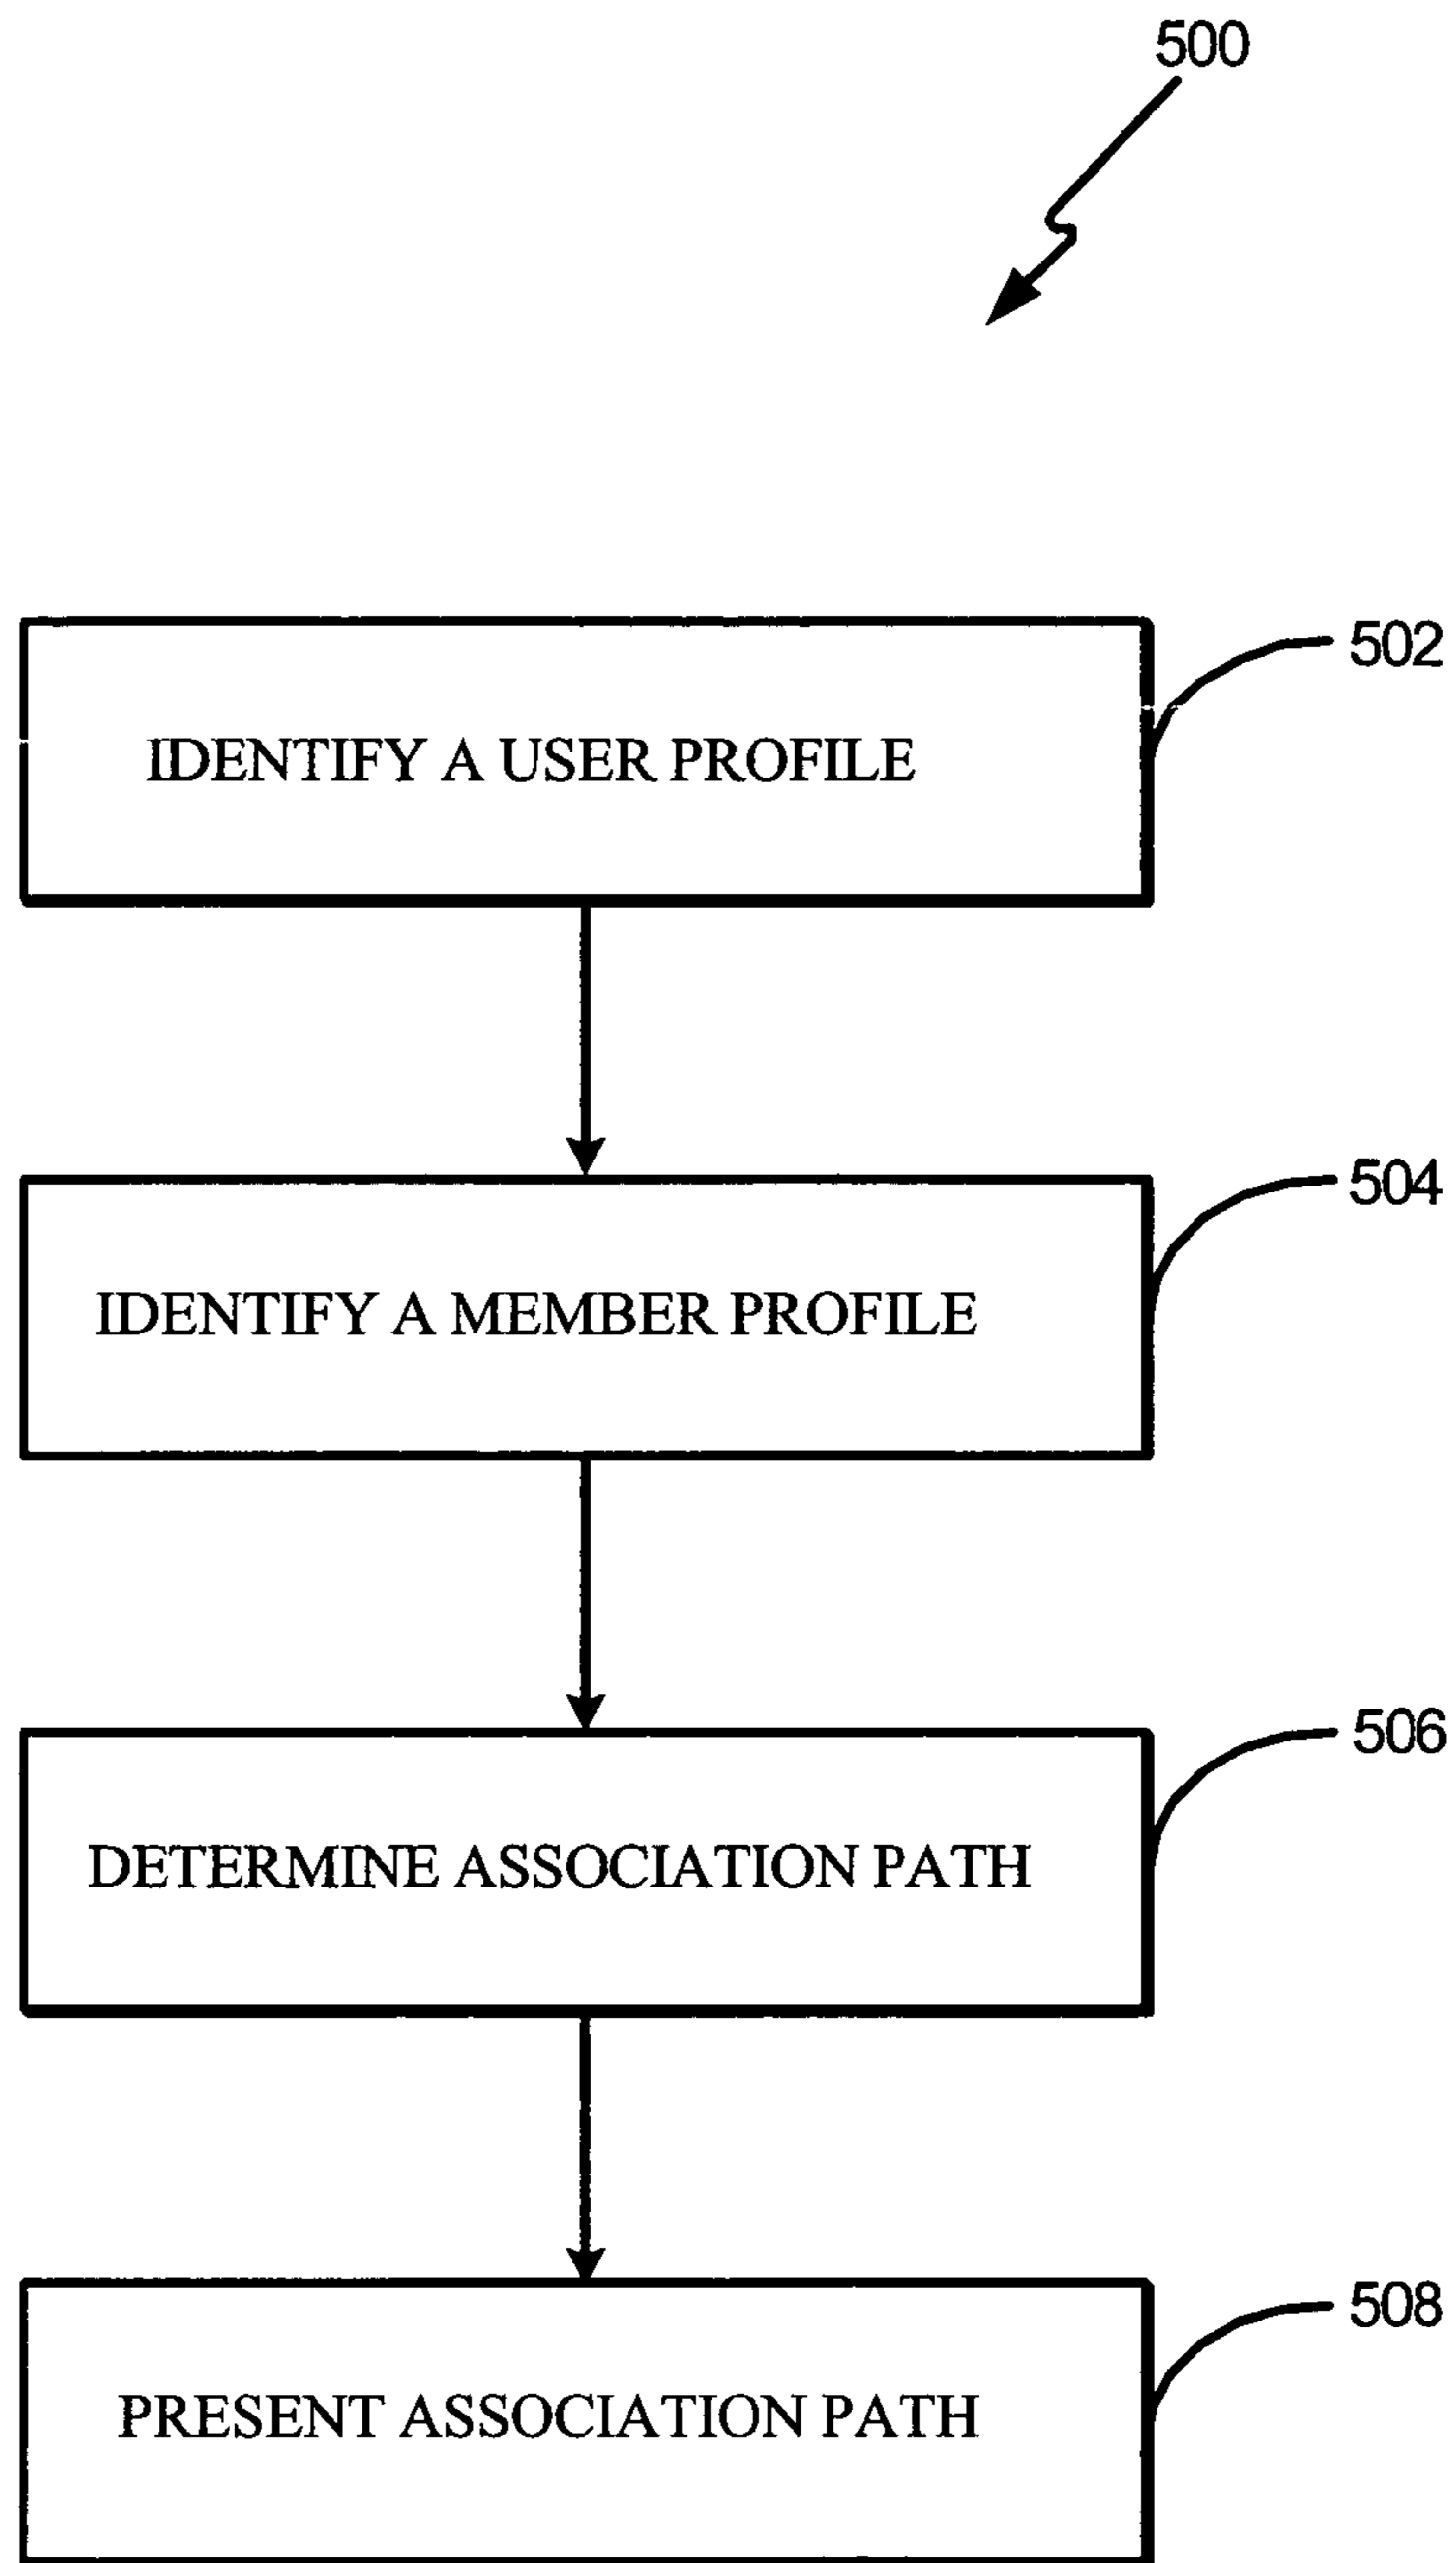 500
502
IDENTIFY A USER PROFILE
504
IDENTIFY A MEMBER PROFILE
506
DETERMINE ASSOCIATION PATH
508
PRESENT ASSOCIATION PATH